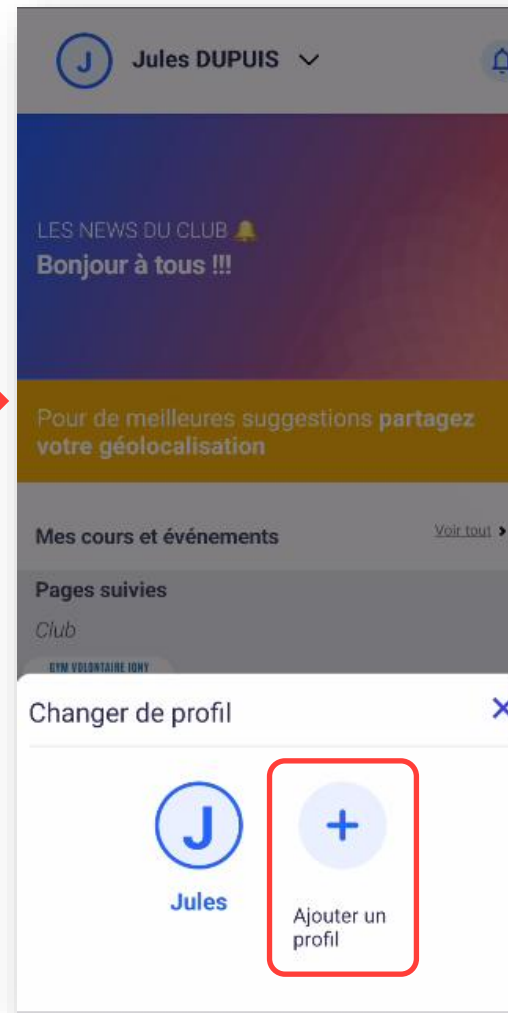 J Jules DUPUIS
LES NEWS DU CLUB 🔔
Bonjour à tous !!!
Pour de meilleures suggestions partagez
votre géolocalisation
Mes cours et événements Voir tout
Pages suivies
Club
GYM VOLONTAIRE IGNY
Changer de profil
J
Jules
+
Ajouter un
profil